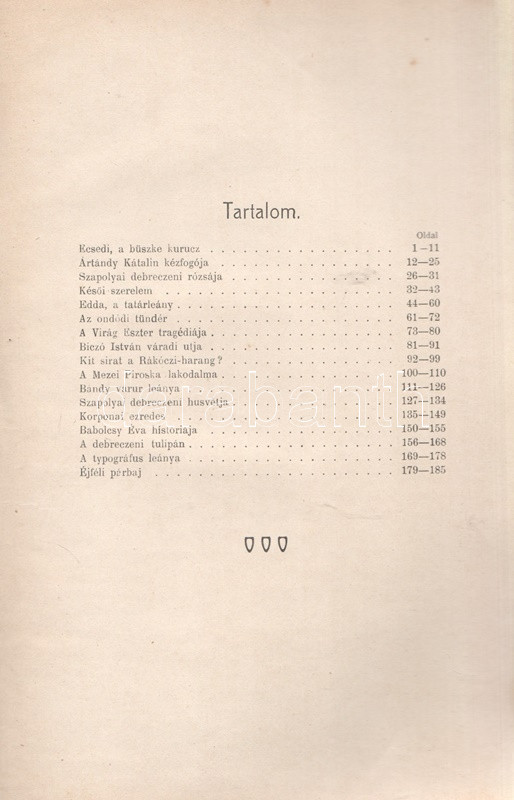 Tartalom.
Oldal
Ecsedi, a büszke kurucz . . . . . . . . . . . . . . . . . 1–11
Ártándy Kátalin kézfogója . . . . . . . . . . . . . . . . 12—25
Szapolyai debreczeni rózsája . . . . . . . . . . . . . . . 26—31
Késői szerelem . . . . . . . . . . . . . . . . . . . 32—43
Edda, a tatárleány . . . . . . . . . . . . . . . . . . 44—60
Az ondódi tündér . . . . . . . . . . . . . . . . . . 61—72
A Virág Eszter tragédiája . . . . . . . . . . . . . . . . 73—80
Biczó István váradi utja . . . . . . . . . . . . . . . . 81—91
Kit sirat a Rákóczi-harang? . . . . . . . . . . . . . . . 92—99
A Mezei Piroska lakodalma . . . . . . . . . . . . . . . 100—110
Bándy várur leánya . . . . . . . . . . . . . . . . . 111—126
Szapolyai debreczeni husvétja . . . . . . . . . . . . . . 127—134
Korponai ezredes . . . . . . . . . . . . . . . . . . 135—149
Babolcsy Éva históriája . . . . . . . . . . . . . . . . 150—155
A debreczeni tulipán . . . . . . . . . . . . . . . . . 156—168
A typográfus leánya . . . . . . . . . . . . . . . . . 169—178
Éjféli párbaj . . . . . . . . . . . . . . . . . . . 179—185